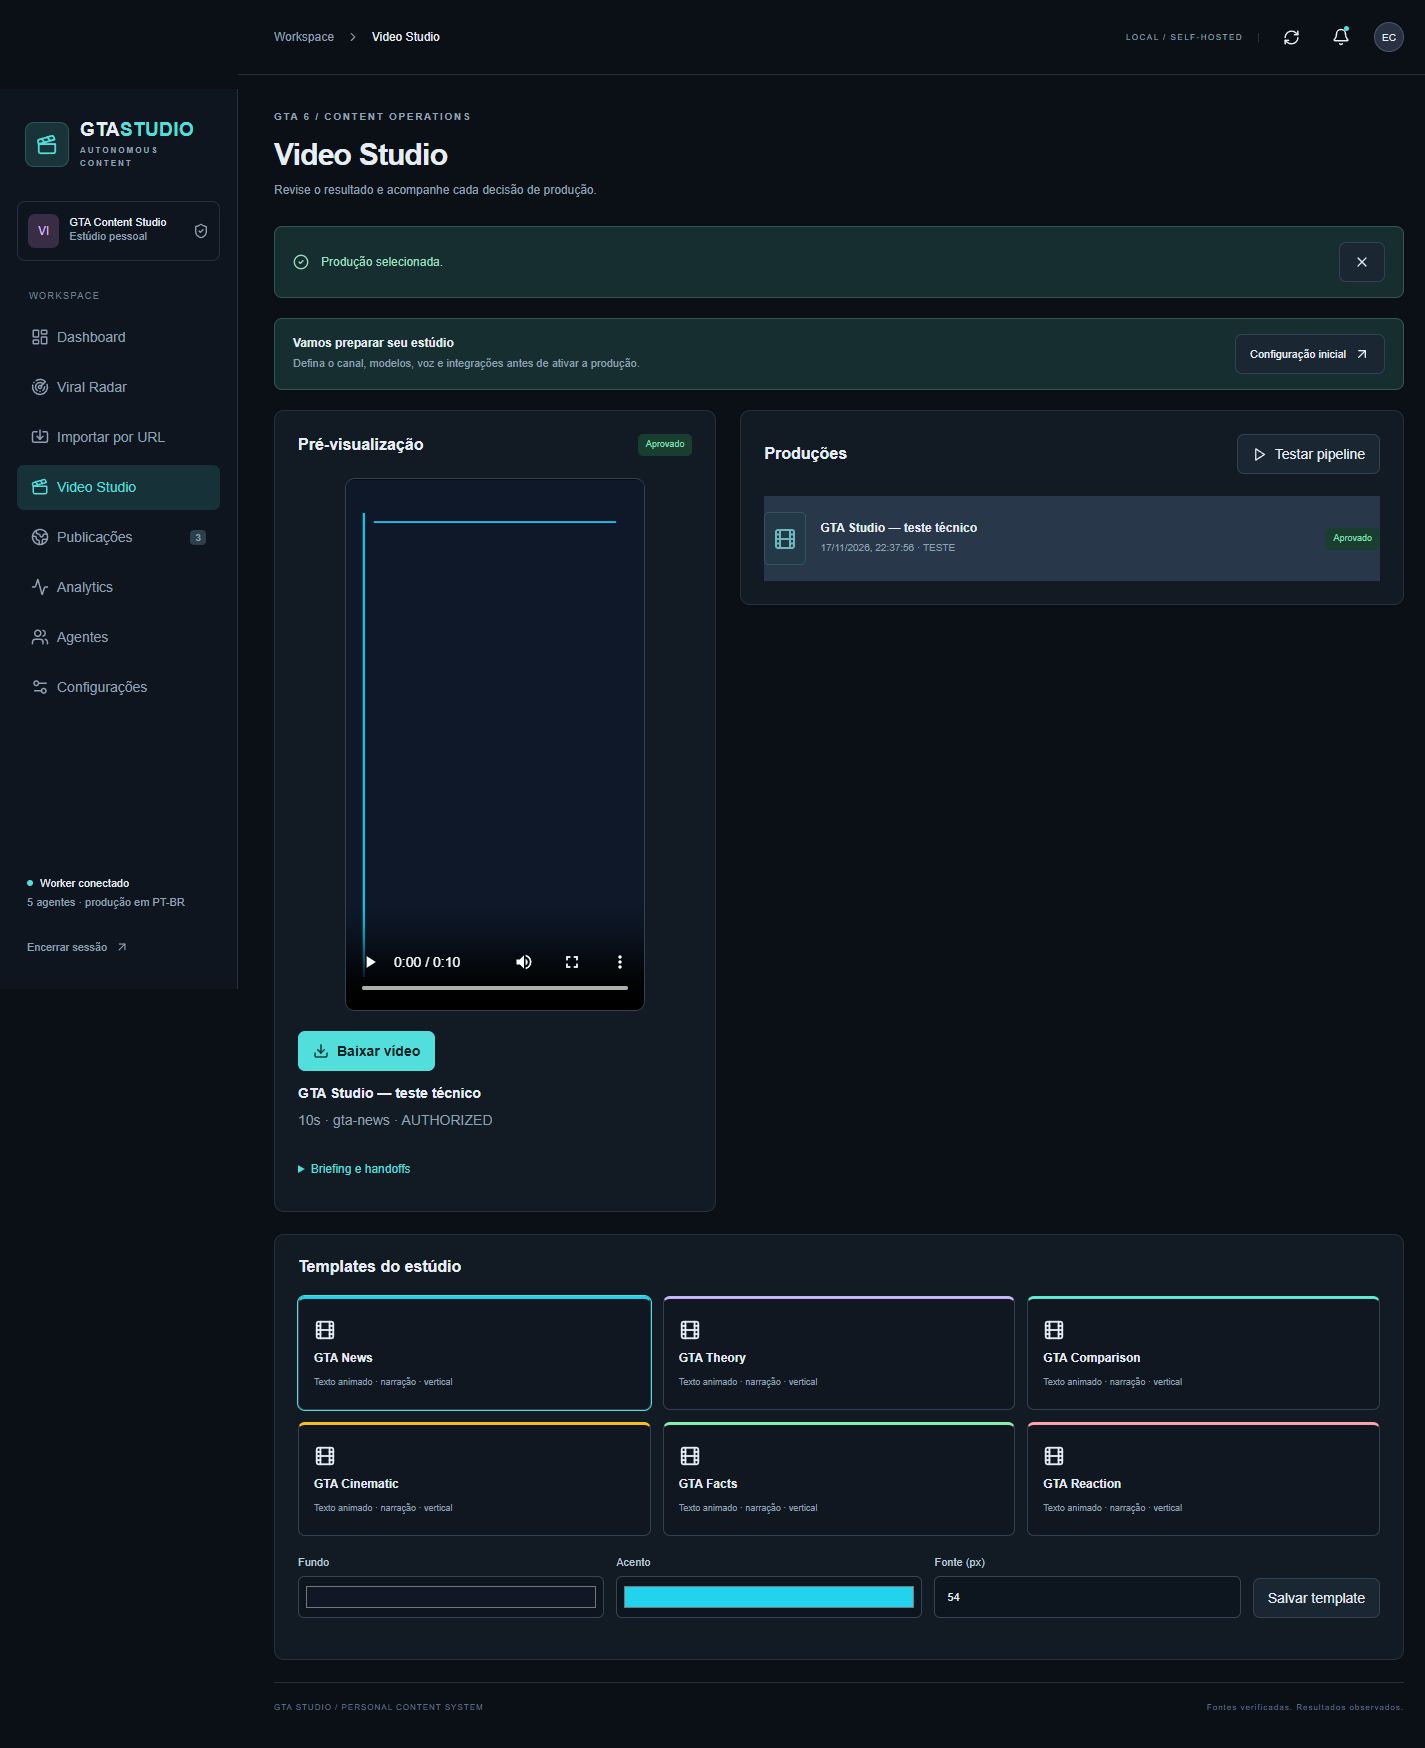 Workspace
Video Studio
LOCAL / SELF-HOSTED
EC
GTASTUDIO
AUTONOMOUS
CONTENT
VI
GTA Content Studio
Estúdio pessoal
WORKSPACE
Dashboard
Viral Radar
Importar por URL
Video Studio
Publicações
3
Analytics
Agentes
Configurações
Worker conectado
5 agentes · produção em PT-BR
Encerrar sessão
GTA 6 / CONTENT OPERATIONS
Video Studio
Revise o resultado e acompanhe cada decisão de produção.
Produção selecionada.
Vamos preparar seu estúdio
Defina o canal, modelos, voz e integrações antes de ativar a produção.
Configuração inicial
Pré-visualização
Aprovado
0:00 / 0:10
Baixar vídeo
GTA Studio — teste técnico
10s · gta-news · AUTHORIZED
Briefing e handoffs
Produções
Testar pipeline
GTA Studio — teste técnico
17/11/2026, 22:37:56 · TESTE
Aprovado
Templates do estúdio
GTA News
Texto animado · narração · vertical
GTA Theory
Texto animado · narração · vertical
GTA Comparison
Texto animado · narração · vertical
GTA Cinematic
Texto animado · narração · vertical
GTA Facts
Texto animado · narração · vertical
GTA Reaction
Texto animado · narração · vertical
Fundo
Acento
Fonte (px)
54
Salvar template
GTA STUDIO / PERSONAL CONTENT SYSTEM
Fontes verificadas. Resultados observados.